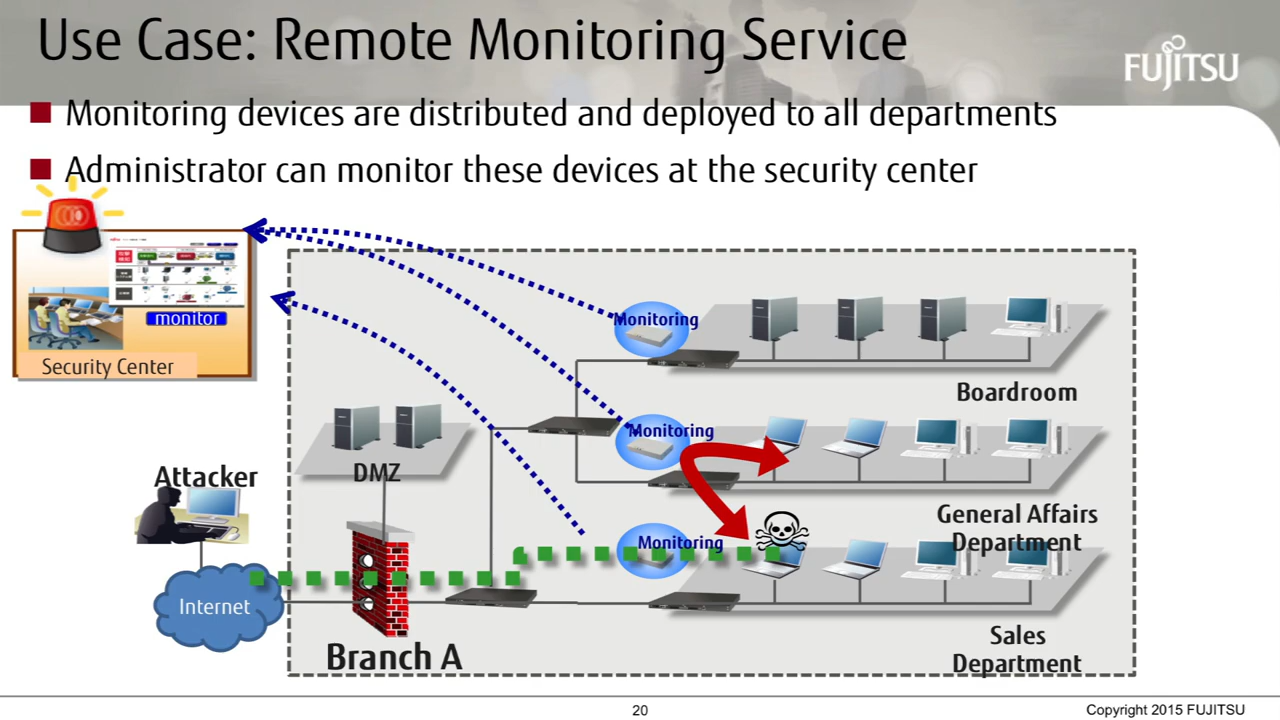 Use Case: Remote Monitoring Service
FUJITSU
Monitoring devices are distributed and deployed to all departments
Administrator can monitor these devices at the security center
monitor
Security Center
Monitoring
Boardroom
Monitoring
DMZ
Attacker
General Affairs
Department
Monitoring
Internet
Branch A
Sales
Department
20
Copyright 2015 FUJITSU